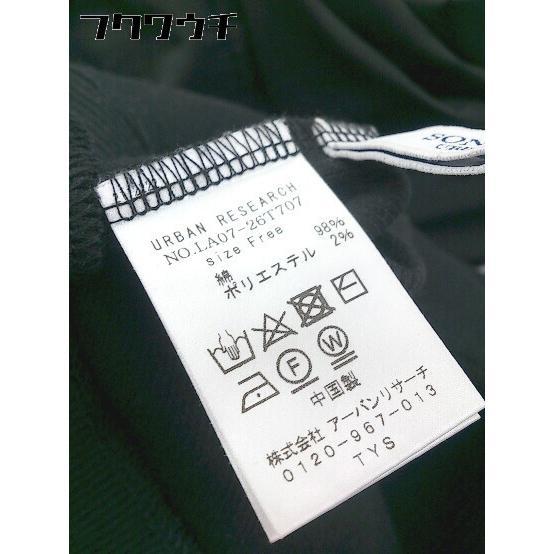 フクワウチ
URBAN RESEARCH
NO.LA07-26T707
size Free
綿 98%
ポリエステル 2%
F W
中国製
株式会社 アーバンリサーチ
0120-967-013
TYS
SON